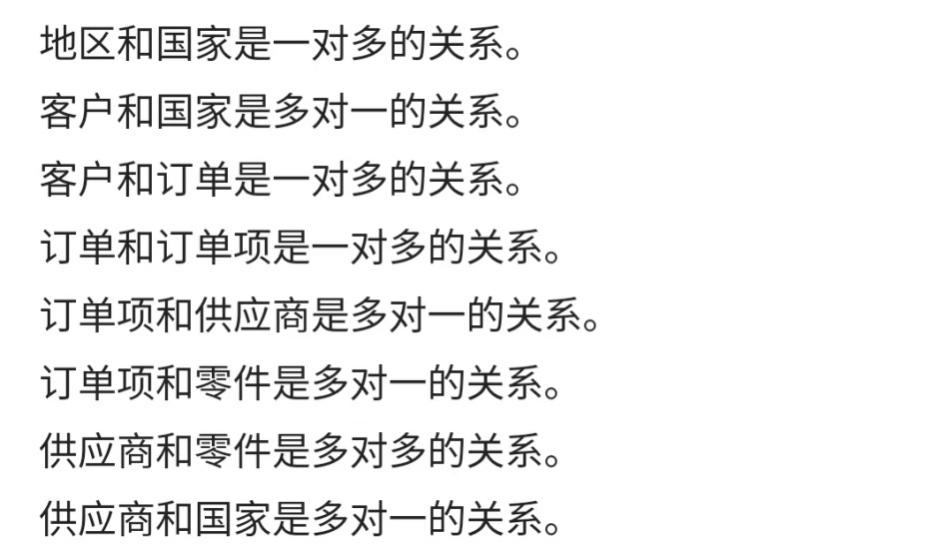 地区和国家是一对多的关系。
客户和国家是多对一的关系。
客户和订单是一对多的关系。
订单和订单项是一对多的关系。
订单项和供应商是多对一的关系。
订单项和零件是多对一的关系。
供应商和零件是多对多的关系。
供应商和国家是多对一的关系。